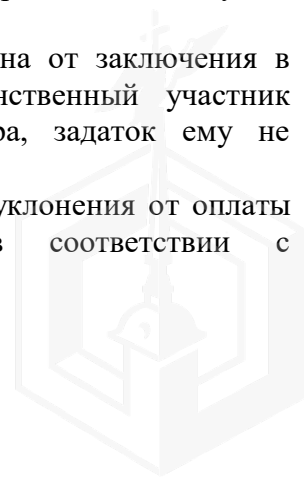 на от заключения в
нственный участник
ра, задаток ему не
уклонения от оплаты
в соответствии с